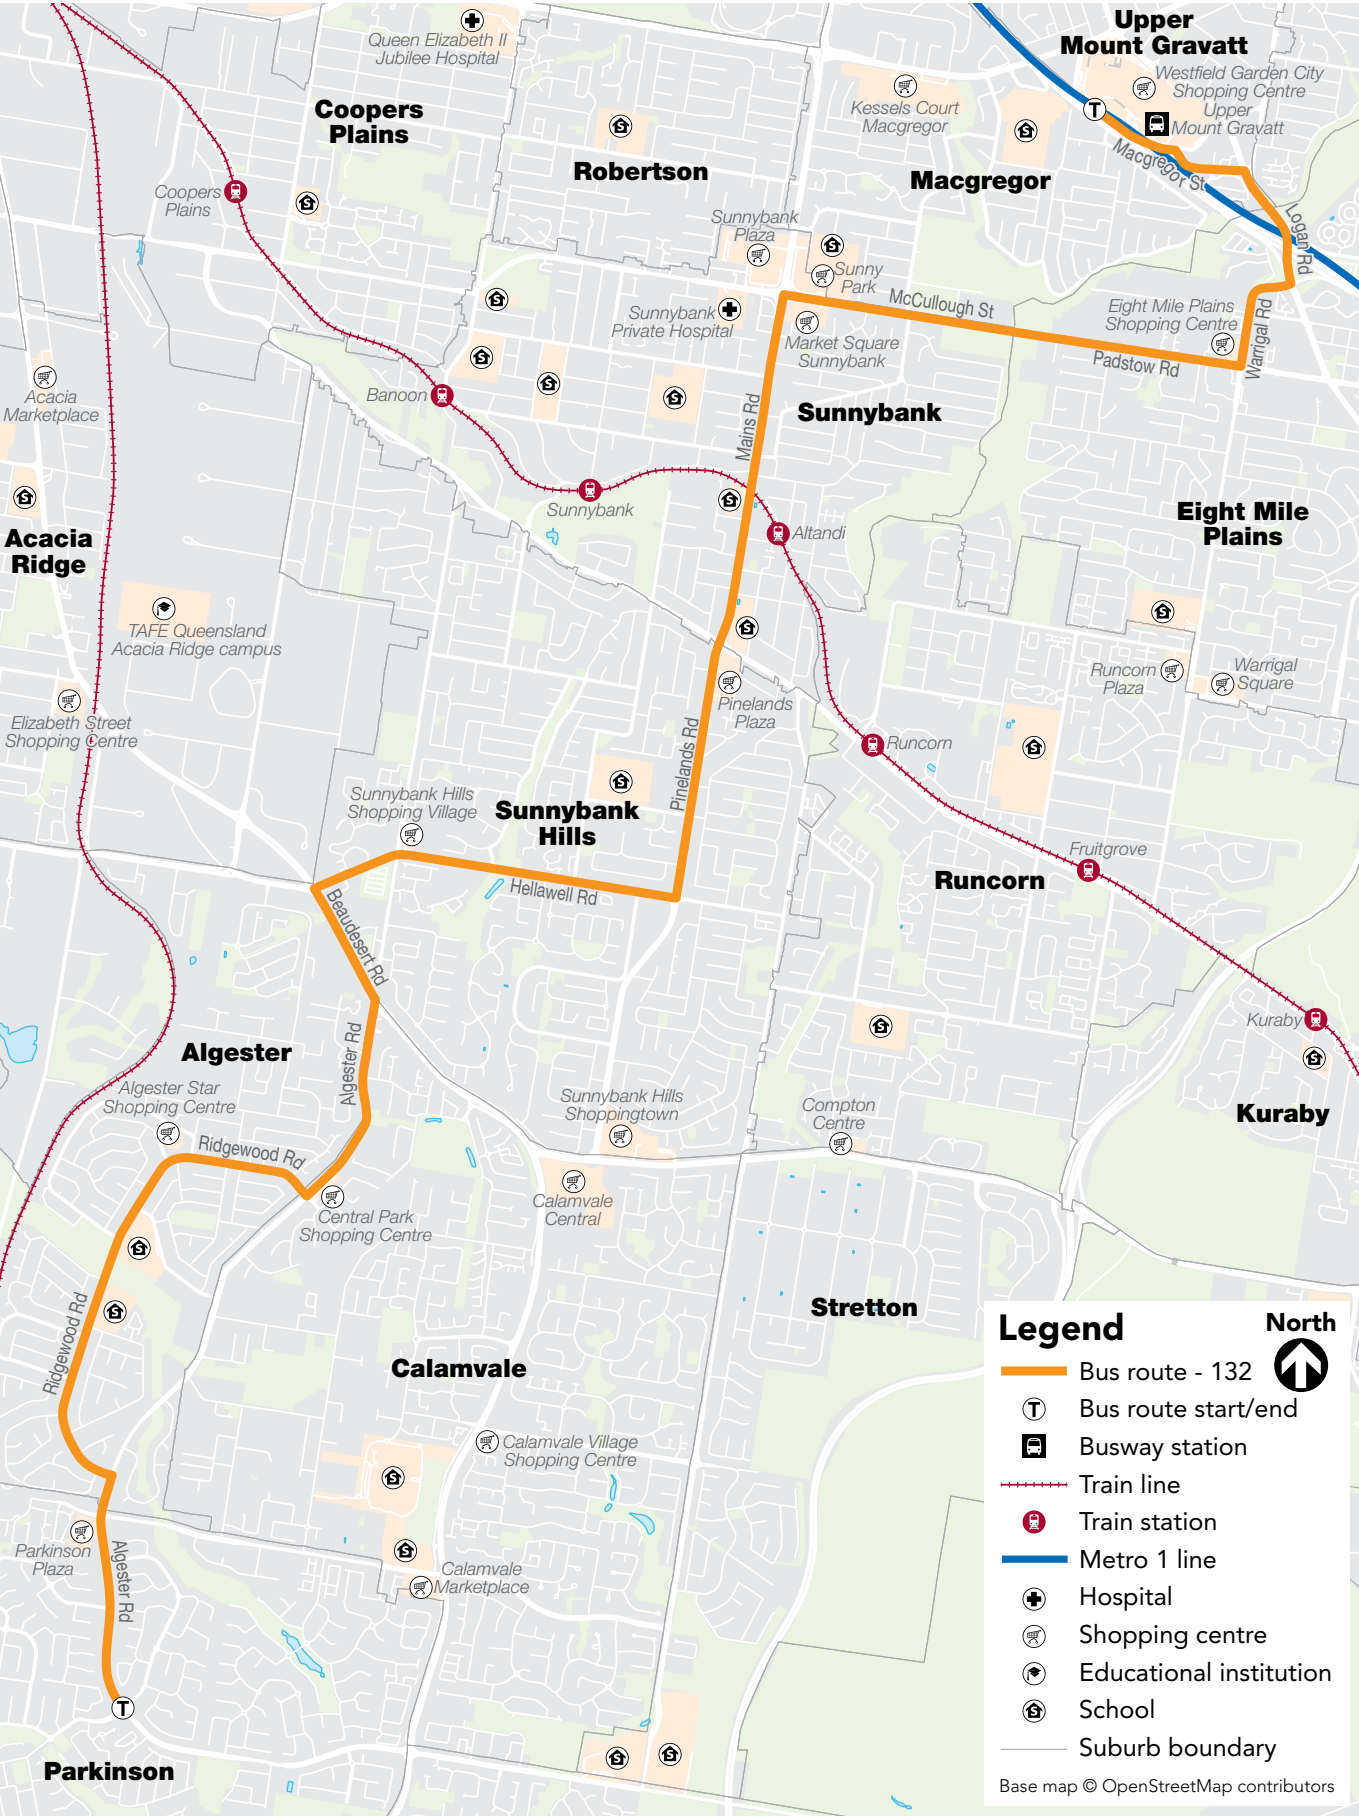 Upper
Mount Gravatt
Queen Elizabeth II
Jubilee Hospital
Westfield Garden City
Shopping Centre
Coopers
Plains
Kessels Court
Macgregor
Upper
Mount Gravatt
T
Macgregor St
Robertson
Macgregor
Coopers
Plains
Sunnybank
Plaza
Logan Rd
Sunny
Park
McCullough St
Sunnybank
Private Hospital
Eight Mile Plains
Shopping Centre
Warrigal Rd
Market Square
Sunnybank
Padstow Rd
Acacia
Marketplace
Banoon
Mains Rd
Sunnybank
Sunnybank
Altandi
Eight Mile
Plains
Acacia
Ridge
TAFE Queensland
Acacia Ridge campus
Runcorn
Plaza
Warrigal
Square
Elizabeth Street
Shopping Centre
Pinelands
Plaza
Pinelands Rd
Runcorn
Sunnybank Hills
Shopping Village
Sunnybank
Hills
Fruitgrove
Runcorn
Hellawell Rd
Beaudesert Rd
Kuraby
Algester
Algester Rd
Algester Star
Shopping Centre
Sunnybank Hills
Shoppingtown
Compton
Centre
Kuraby
Ridgewood Rd
Calamvale
Central
Central Park
Shopping Centre
Ridgewood Rd
Stretton
Calamvale
Calamvale Village
Shopping Centre
Parkinson
Plaza
Algester Rd
Calamvale
Marketplace
T
Parkinson
Legend
North
Bus route - 132
T Bus route start/end
Busway station
Train line
Train station
Metro 1 line
Hospital
Shopping centre
Educational institution
School
Suburb boundary
Base map © OpenStreetMap contributors